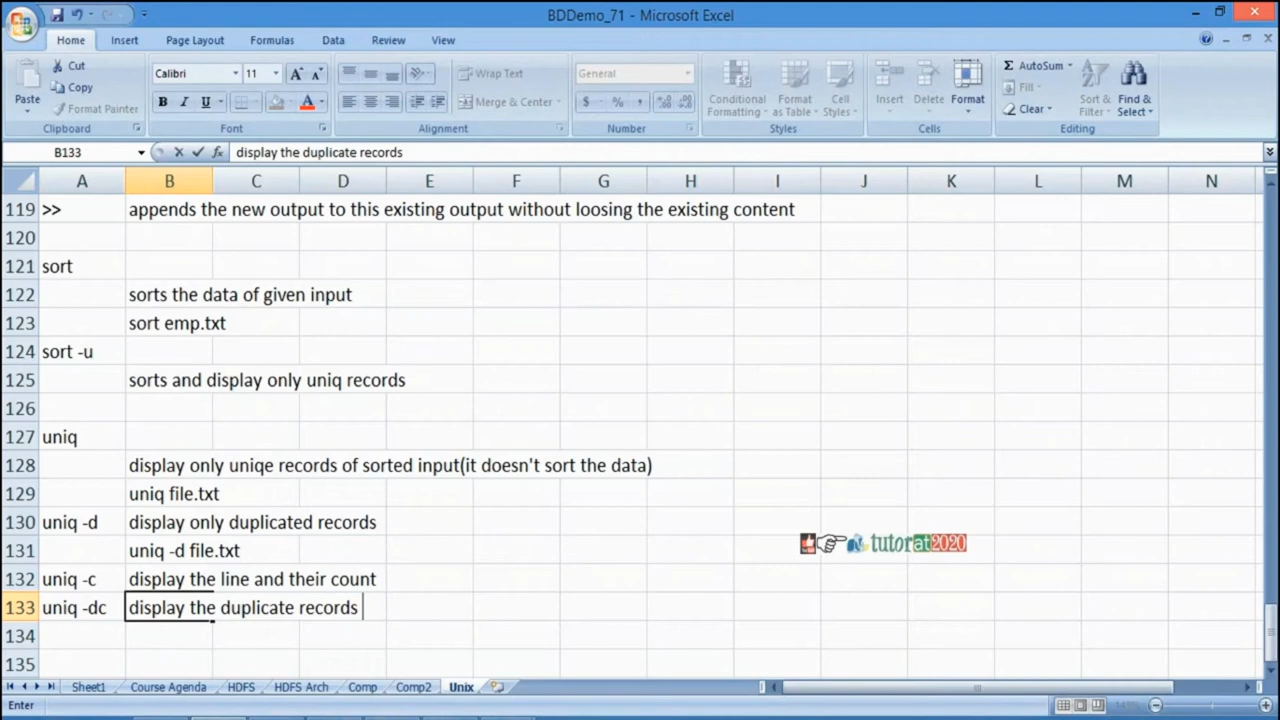 BDDemo_71 - Microsoft Excel
Home Insert Page Layout Formulas Data Review View
Paste
Cut
Copy
Format Painter
Clipboard
Calibri 11
B I U
Font
Wrap Text
Merge & Center
Alignment
General
$ % ,
Number
Conditional Formatting
Format as Table
Cell Styles
Styles
Insert Delete Format
Cells
Σ AutoSum
Fill
Clear
Sort & Filter
Find & Select
Editing
B133 fx display the duplicate records
A B C D E F G H I J K L M N
119 >> appends the new output to this existing output without loosing the existing content
120
121 sort
122 sorts the data of given input
123 sort emp.txt
124 sort -u
125 sorts and display only uniq records
126
127 uniq
128 display only uniqe records of sorted input(it doesn't sort the data)
129 uniq file.txt
130 uniq -d display only duplicated records
131 uniq -d file.txt
tutorat2020
132 uniq -c display the line and their count
133 uniq -dc display the duplicate records
134
135
Sheet1 Course Agenda HDFS HDFS Arch Comp Comp2 Unix
Enter